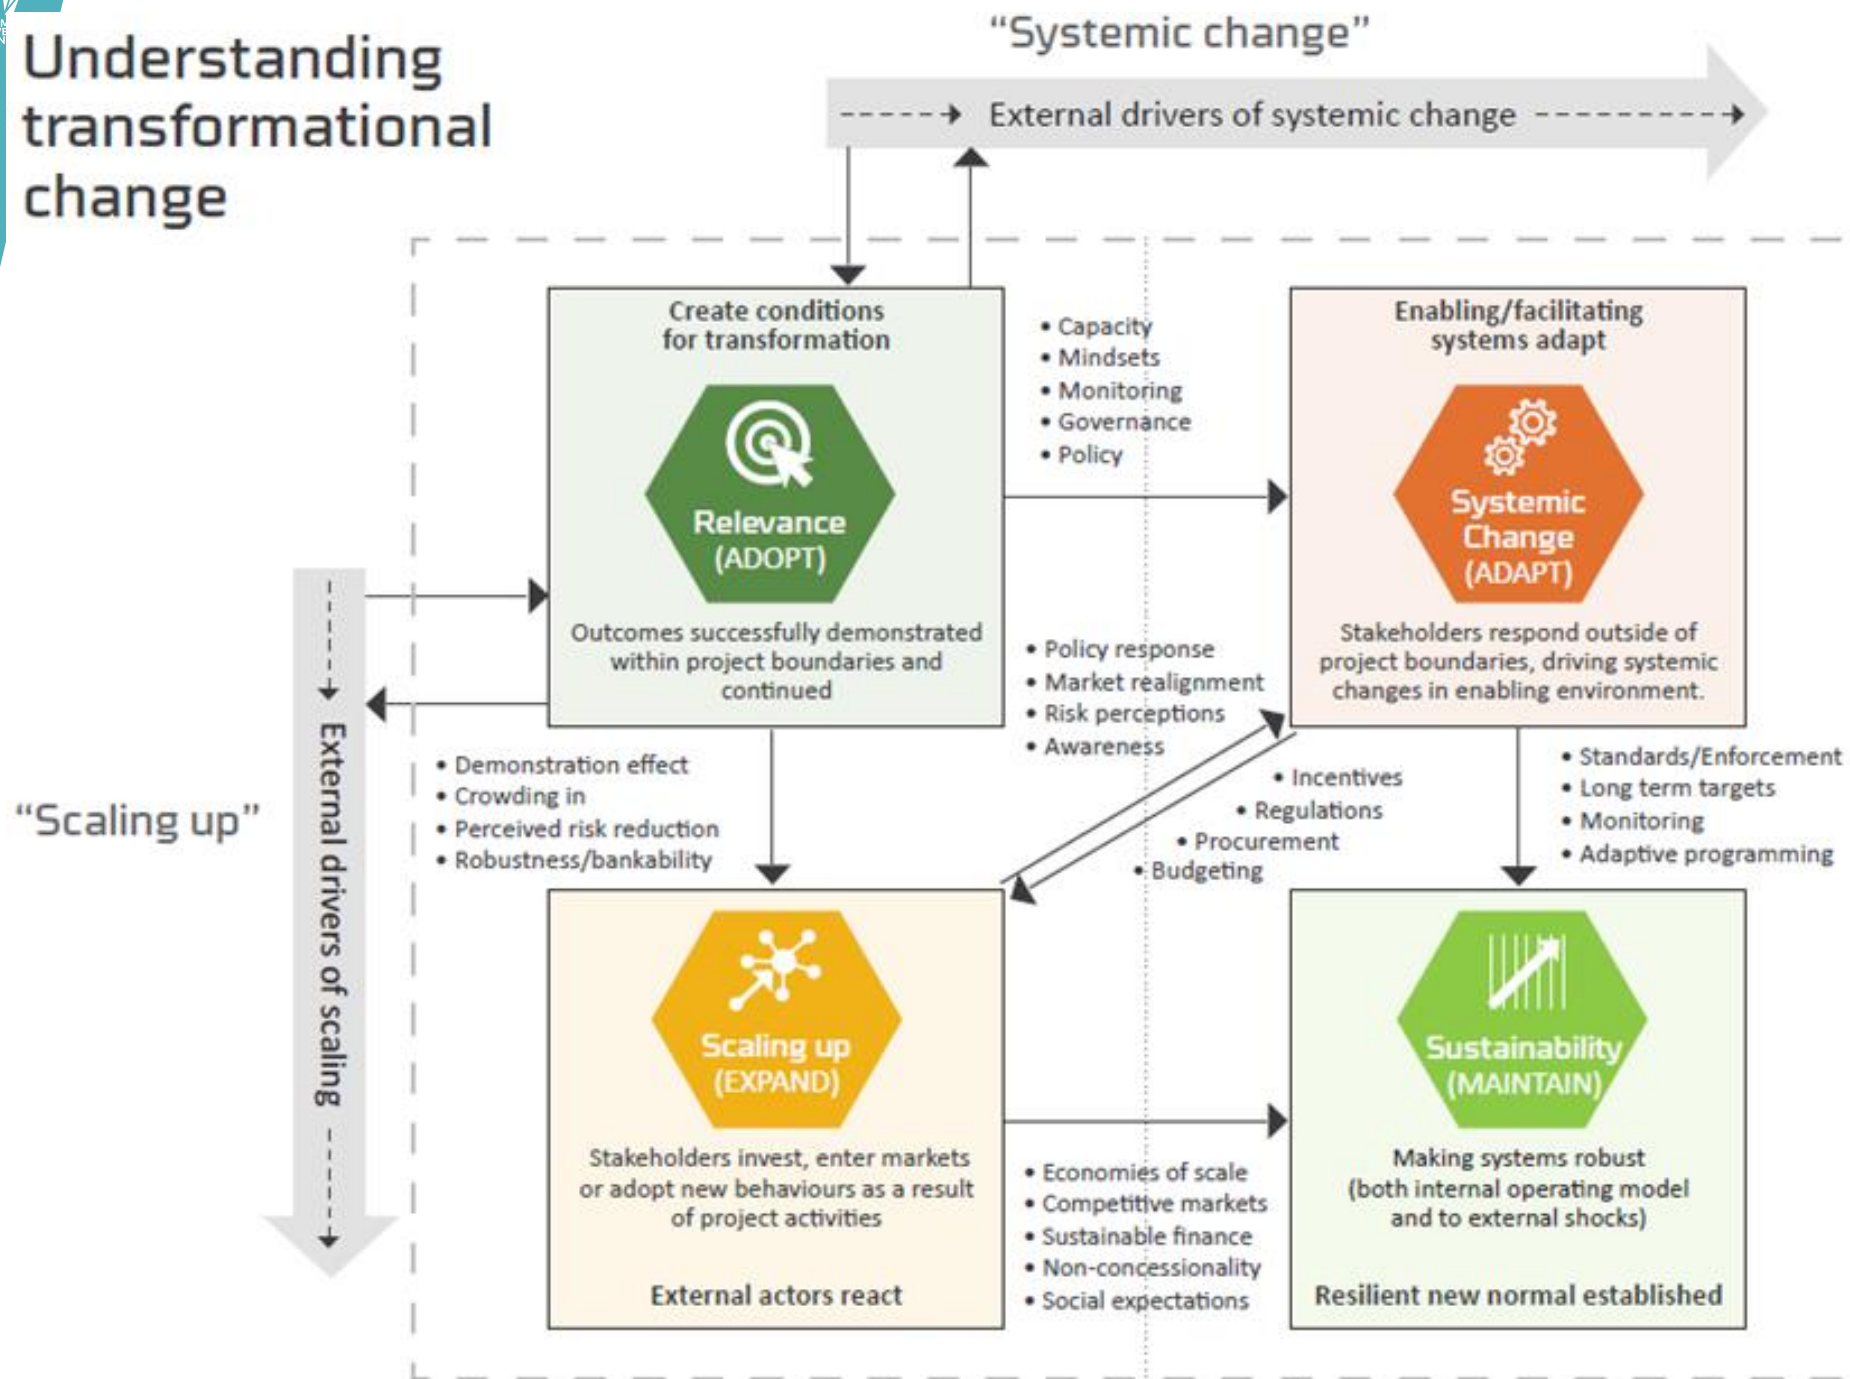 Understanding
transformational
change
“Systemic change”
External drivers of systemic change
Create conditions
for transformation
Relevance
(ADOPT)
Outcomes successfully demonstrated
within project boundaries and
continued
• Capacity
• Mindsets
• Monitoring
• Governance
• Policy
Enabling/facilitating
systems adapt
Systemic
Change
(ADAPT)
Stakeholders respond outside of
project boundaries, driving systemic
changes in enabling environment.
“Scaling up”
External drivers of scaling
• Demonstration effect
• Crowding in
• Perceived risk reduction
• Robustness/bankability
• Policy response
• Market realignment
• Risk perceptions
• Awareness
• Incentives
• Regulations
• Procurement
• Budgeting
• Standards/Enforcement
• Long term targets
• Monitoring
• Adaptive programming
Scaling up
(EXPAND)
Stakeholders invest, enter markets
or adopt new behaviours as a result
of project activities
External actors react
• Economies of scale
• Competitive markets
• Sustainable finance
• Non-concessionality
• Social expectations
Sustainability
(MAINTAIN)
Making systems robust
(both internal operating model
and to external shocks)
Resilient new normal established